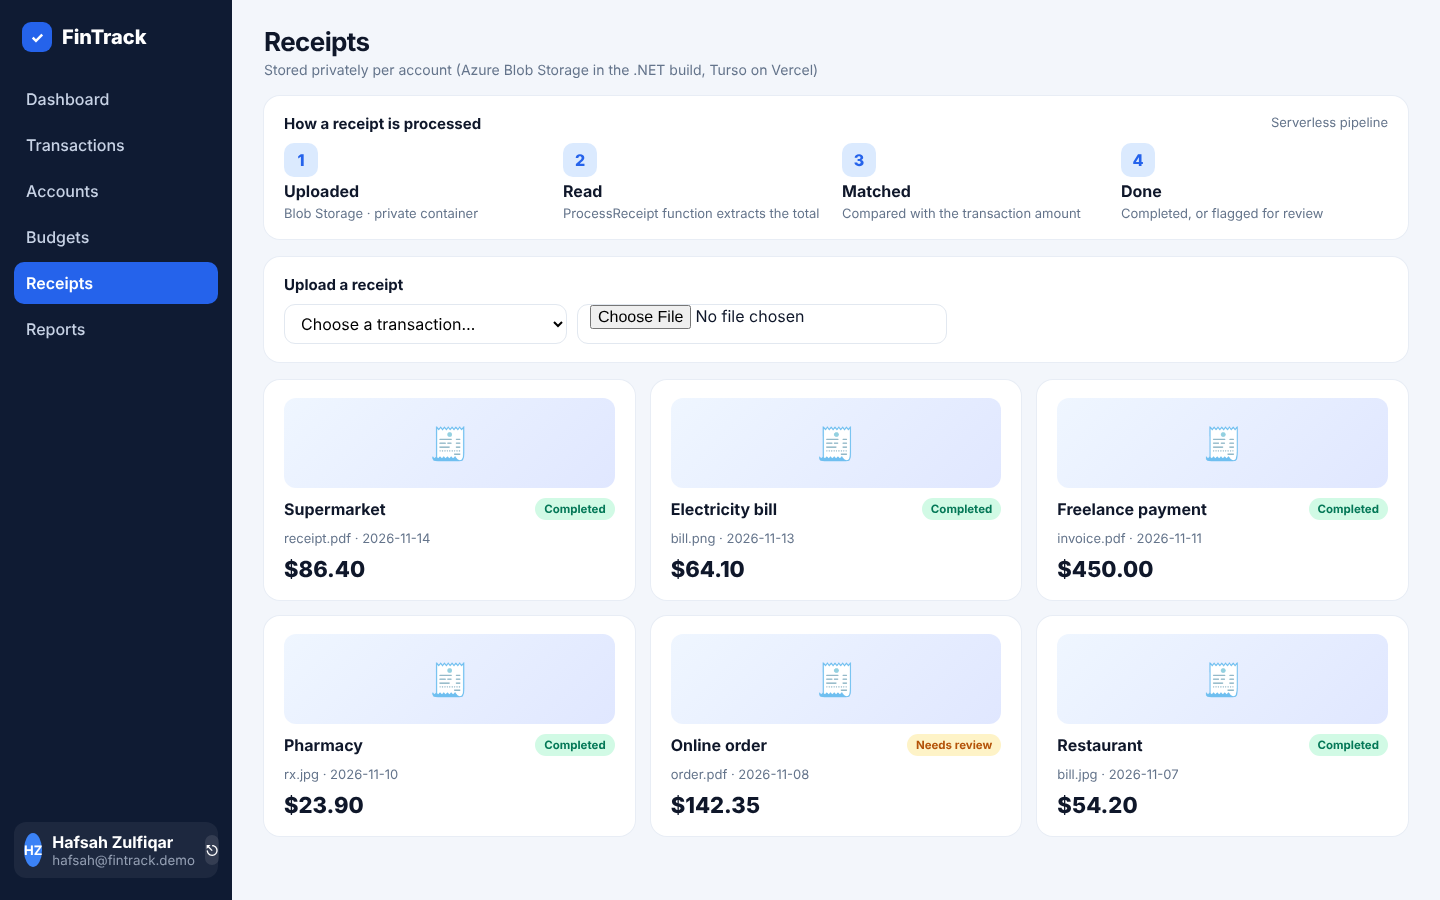 FinTrack
Dashboard
Transactions
Accounts
Budgets
Receipts
Reports
HZ
Hafsah Zulfiqar
hafsah@fintrack.demo
Receipts
Stored privately per account (Azure Blob Storage in the .NET build, Turso on Vercel)
How a receipt is processed
Serverless pipeline
1
Uploaded
Blob Storage · private container
2
Read
ProcessReceipt function extracts the total
3
Matched
Compared with the transaction amount
4
Done
Completed, or flagged for review
Upload a receipt
Choose a transaction...
Choose File No file chosen
Supermarket
Completed
receipt.pdf · 2026-11-14
$86.40
Electricity bill
Completed
bill.png · 2026-11-13
$64.10
Freelance payment
Completed
invoice.pdf · 2026-11-11
$450.00
Pharmacy
Completed
rx.jpg · 2026-11-10
$23.90
Online order
Needs review
order.pdf · 2026-11-08
$142.35
Restaurant
Completed
bill.jpg · 2026-11-07
$54.20